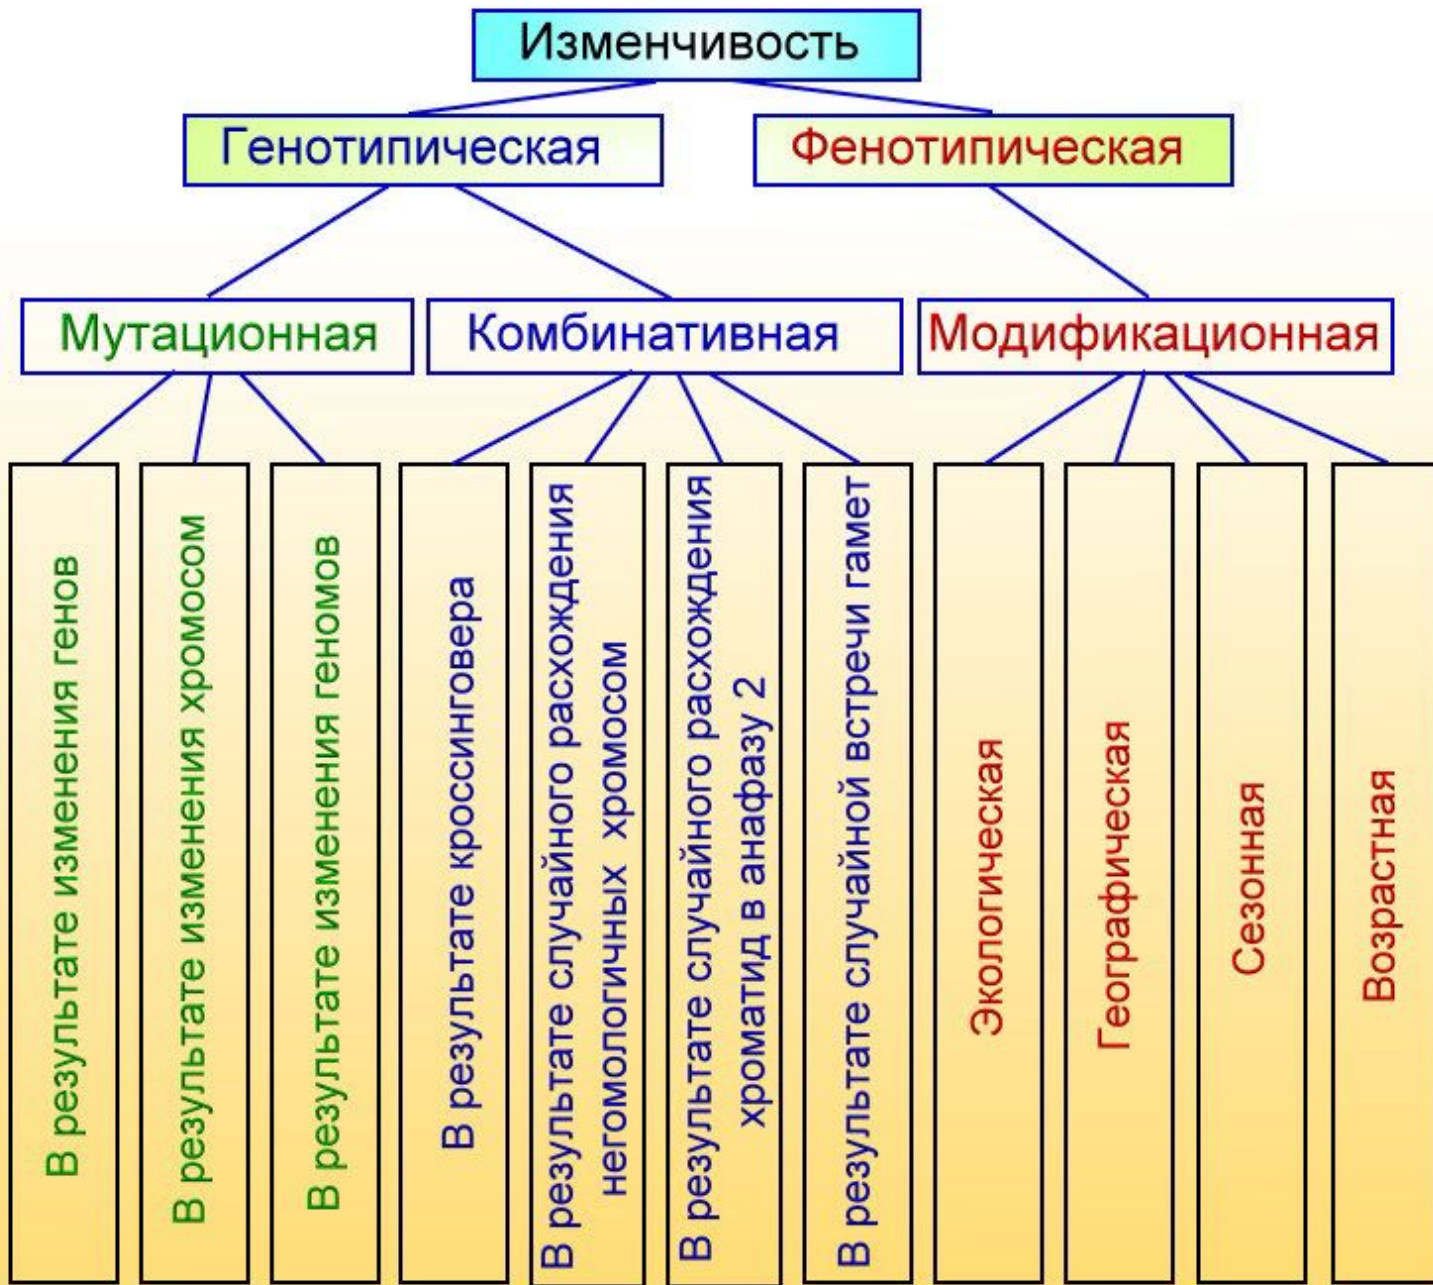 Изменчивость
Генотипическая
Фенотипическая
Мутационная
Комбинативная
Модификационная
В результате изменения генов
В результате изменения хромосом
В результате изменения геномов
В результате кроссинговера
В результате случайного расхождения
негомологичных хромосом
В результате случайного расхождения
хроматид в анафазу 2
В результате случайной встречи гамет
Экологическая
Географическая
Сезонная
Возрастная